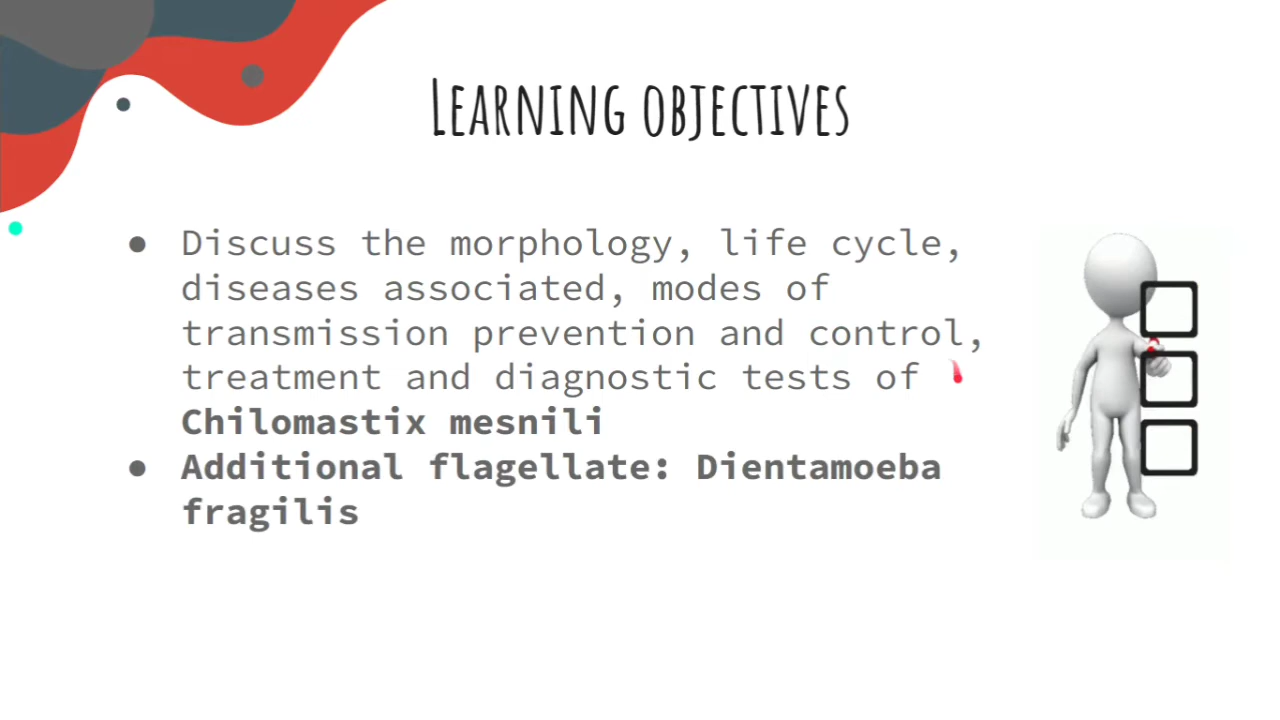 Learning objectives
● Discuss the morphology, life cycle,
diseases associated, modes of
transmission prevention and control,
treatment and diagnostic tests of
Chilomastix mesnili
● Additional flagellate: Dientamoeba
fragilis